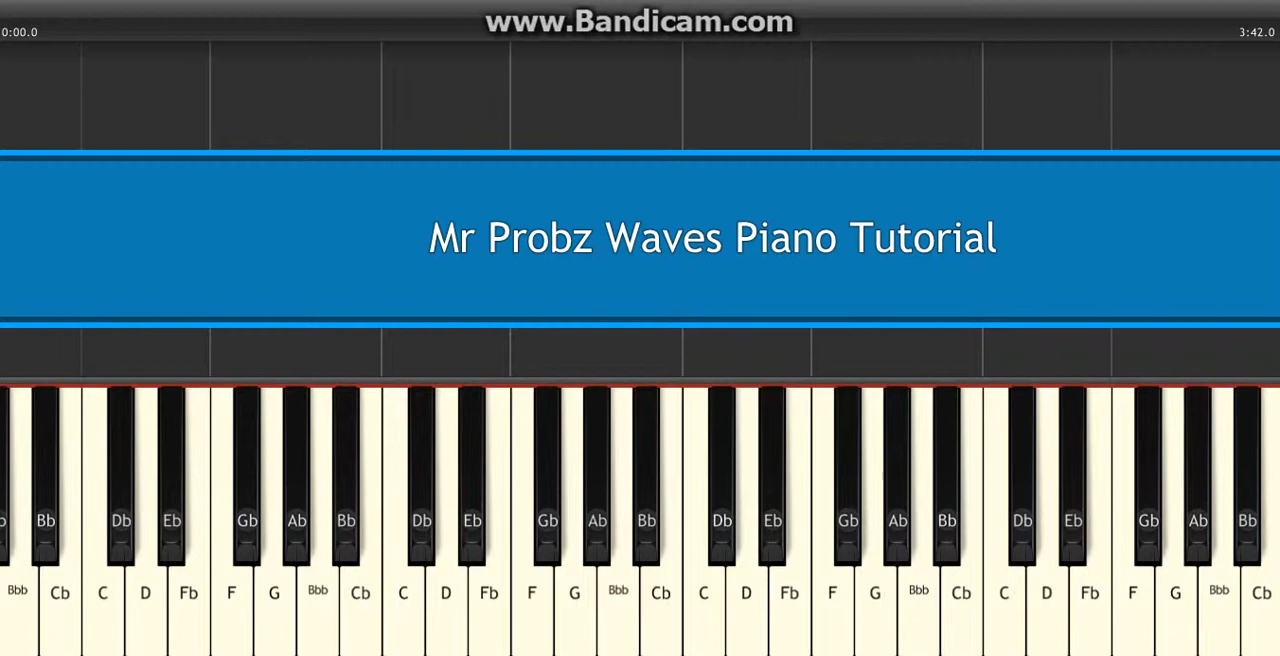 www.Bandicam.com
0:00.0 3:42.0
Mr Probz Waves Piano Tutorial
Bb Db Eb Gb Ab Bb Db Eb Gb Ab Bb Db Eb Gb Ab Bb Db Eb Gb Ab Bb
Bbb Cb C D Fb F G Bbb Cb C D Fb F G Bbb Cb C D Fb F G Bbb Cb C D Fb F G Bbb Cb